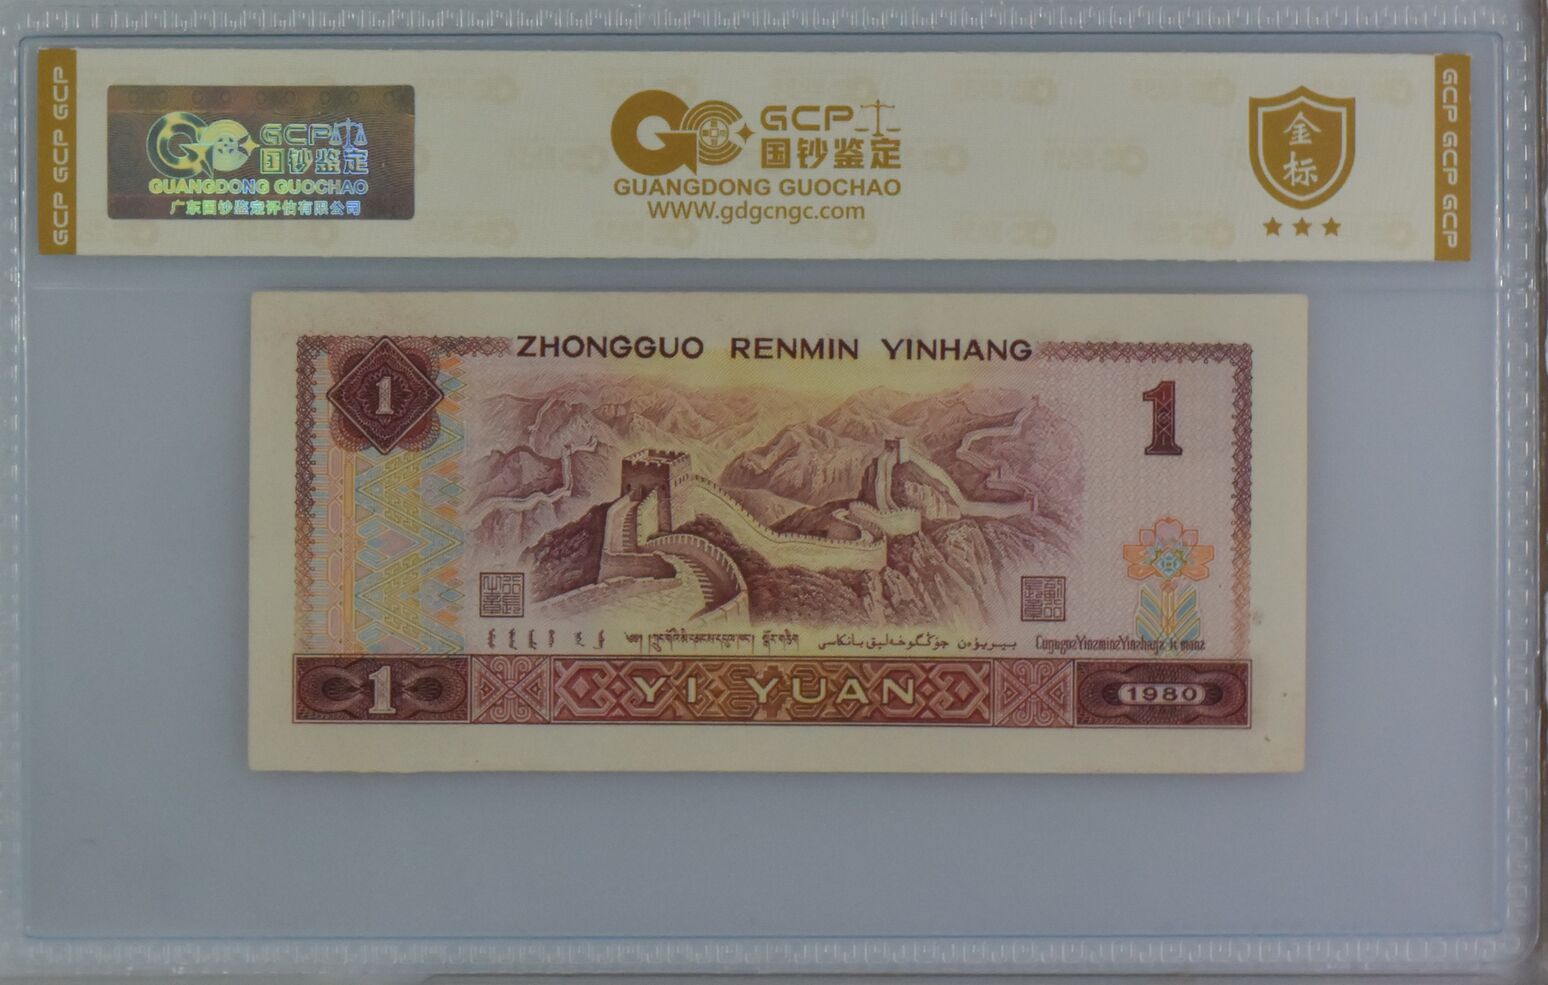 GCP GCP GCP
GCP
国钞鉴定
GUANGDONG GUOCHAO
广东国钞鉴定评估有限公司
GCP
国钞鉴定
GUANGDONG GUOCHAO
WWW.gdgcngc.com
金标
GCP GCP GCP
ZHONGGUO RENMIN YINHANG
1
1
1
YI YUAN
1980